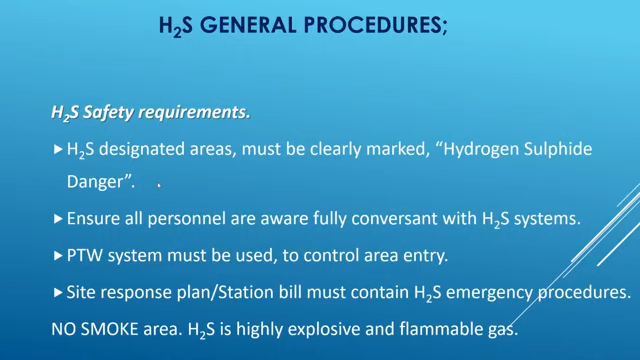 H₂S GENERAL PROCEDURES;
H₂S Safety requirements.
H₂S designated areas, must be clearly marked, “Hydrogen Sulphide
Danger”.
Ensure all personnel are aware fully conversant with H₂S systems.
PTW system must be used, to control area entry.
Site response plan/Station bill must contain H₂S emergency procedures.
NO SMOKE area. H₂S is highly explosive and flammable gas.